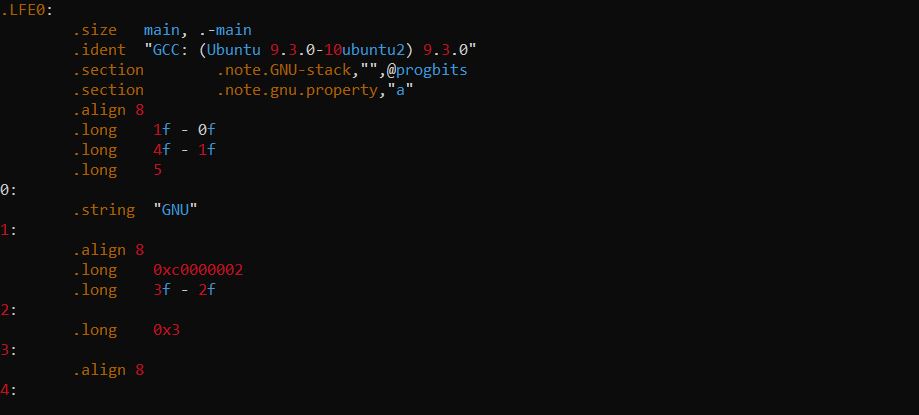 .LFE0:
.size main, .-main
.ident "GCC: (Ubuntu 9.3.0-10ubuntu2) 9.3.0"
.section .note.GNU-stack,"",@progbits
.section .note.gnu.property,"a"
.align 8
.long 1f - 0f
.long 4f - 1f
.long 5
0:
.string "GNU"
1:
.align 8
.long 0xc0000002
.long 3f - 2f
2:
.long 0x3
3:
.align 8
4: